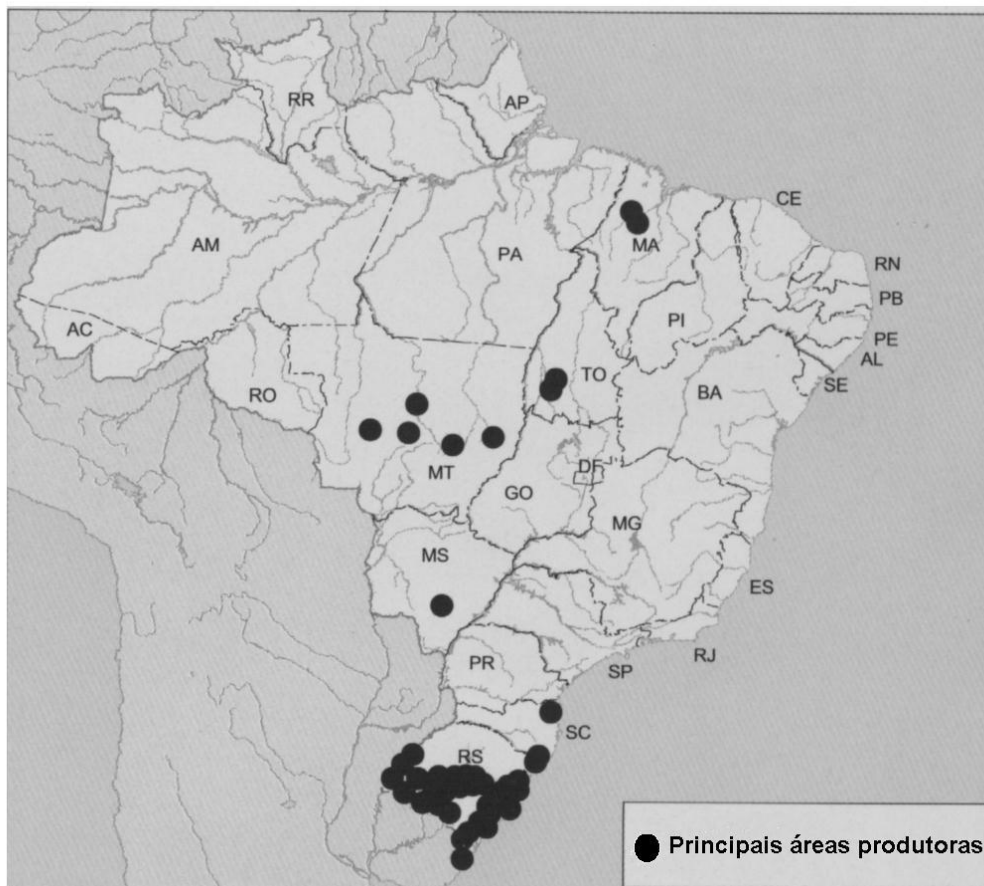 RR
AP
CE
AM
PA
MA
RN
PB
PE
AL
SE
AC
PI
RO
TO
BA
MT
DF
GO
MG
MS
ES
PR
SP
RJ
SC
RS
Principais áreas produtoras